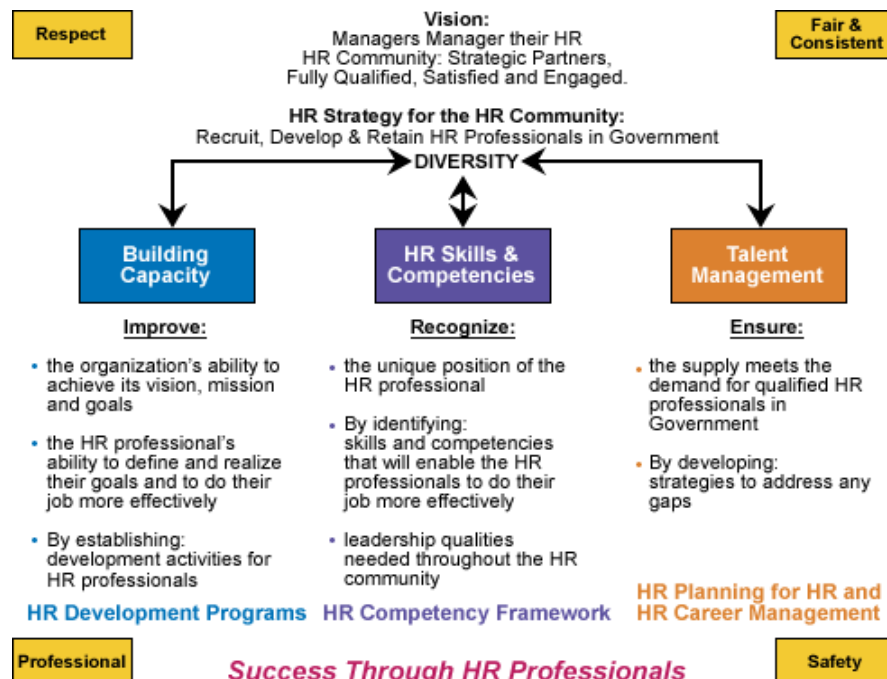 Respect
Vision:
Managers Manager their HR
HR Community: Strategic Partners,
Fully Qualified, Satisfied and Engaged.
Fair &
Consistent
HR Strategy for the HR Community:
Recruit, Develop & Retain HR Professionals in Government
DIVERSITY
Building
Capacity
Improve:
• the organization's ability to
achieve its vision, mission
and goals
• the HR professional's
ability to define and realize
their goals and to do their
job more effectively
• By establishing:
development activities for
HR professionals
HR Development Programs
HR Skills &
Competencies
Recognize:
• the unique position of the
HR professional
• By identifying:
skills and competencies
that will enable the HR
professionals to do their
job more effectively
• leadership qualities
needed throughout the HR
community
HR Competency Framework
Talent
Management
Ensure:
• the supply meets the
demand for qualified HR
professionals in
Government
• By developing:
strategies to address any
gaps
HR Planning for HR and
HR Career Management
Professional
Success Through HR Professionals
Safety